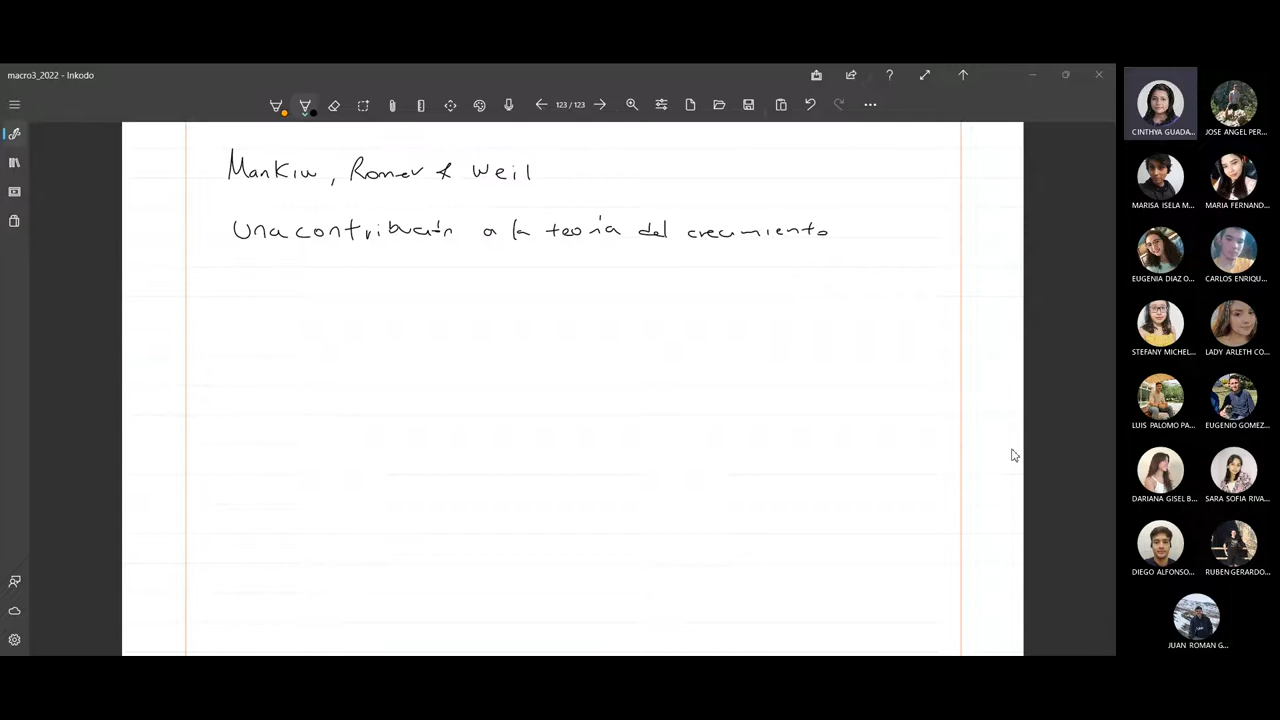 macro3_2022 - Inkodo
123 / 123
Mankiw, Romer & Weil
Una contribución a la teoría del crecimiento
CINTHYA GUADA...
JOSE ANGEL PER...
MARISA ISELA M...
MARIA FERNAND...
EUGENIA DIAZ O...
CARLOS ENRIQU...
STEFANY MICHEL...
LADY ARLETH CO...
LUIS PALOMO PA...
EUGENIO GOMEZ...
DARIANA GISEL B...
SARA SOFIA RIVA...
DIEGO ALFONSO...
RUBEN GERARDO...
JUAN ROMAN G...